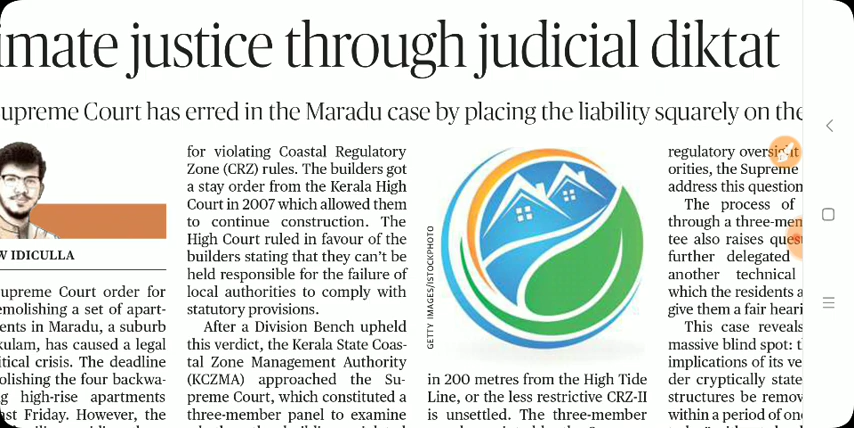 imate justice through judicial diktat
upreme Court has erred in the Maradu case by placing the liability squarely on the
W IDICULLA
upreme Court order for
emolishing a set of apart-
ents in Maradu, a suburb
kulam, has caused a legal
itical crisis. The deadline
olishing the four backwa-
g high-rise apartments
ast Friday. However, the
for violating Coastal Regulatory
Zone (CRZ) rules. The builders got
a stay order from the Kerala High
Court in 2007 which allowed them
to continue construction. The
High Court ruled in favour of the
builders stating that they can't be
held responsible for the failure of
local authorities to comply with
statutory provisions.
After a Division Bench upheld
this verdict, the Kerala State Coas-
tal Zone Management Authority
(KCZMA) approached the Su-
preme Court, which constituted a
three-member panel to examine
GETTY IMAGES/ISTOCKPHOTO
in 200 metres from the High Tide
Line, or the less restrictive CRZ-II
is unsettled. The three-member
regulatory oversight
orities, the Supreme
address this question
The process of
through a three-mem
tee also raises quest
further delegated
another technical
which the residents a
give them a fair heari
This case reveals
massive blind spot: t
implications of its ve
der cryptically state
structures be remov
within a period of one